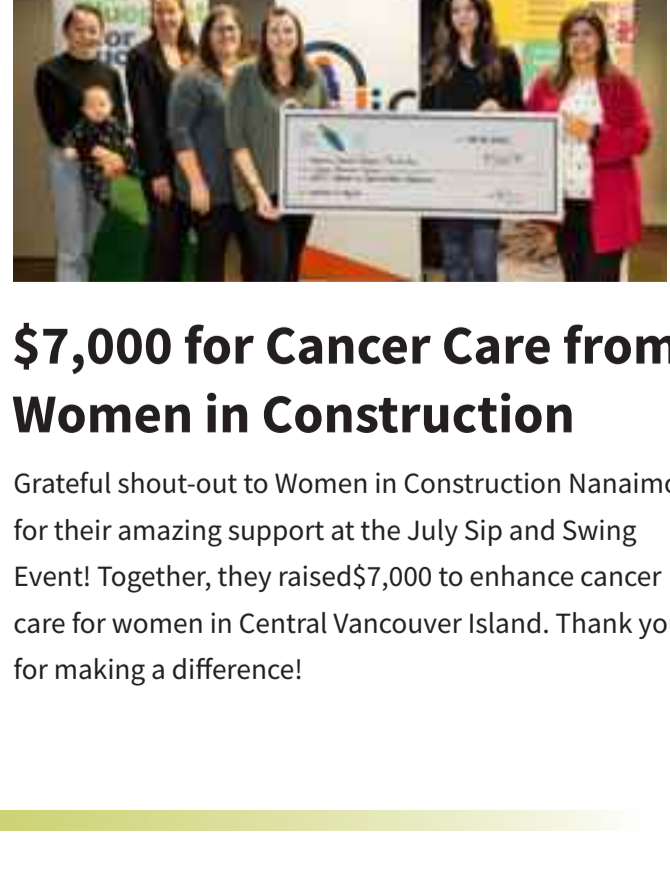 or
$7,000 for Cancer Care from
Women in Construction
Grateful shout-out to Women in Construction Nanaimo
for their amazing support at the July Sip and Swing
Event! Together, they raised$7,000 to enhance cancer
care for women in Central Vancouver Island. Thank yo
for making a difference!